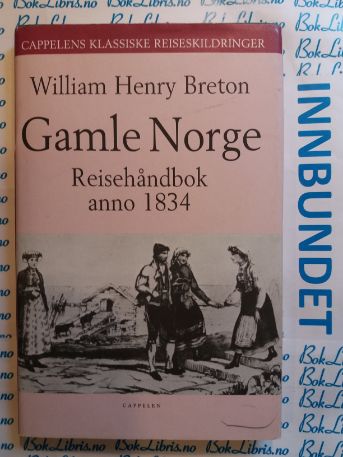 CAPPELENS KLASSISKE REISESKILDRINGER
William Henry Breton
Gamle Norge
Reisehåndbok
anno 1834
CAPPELEN
INNBUNDET
BokLibris.no